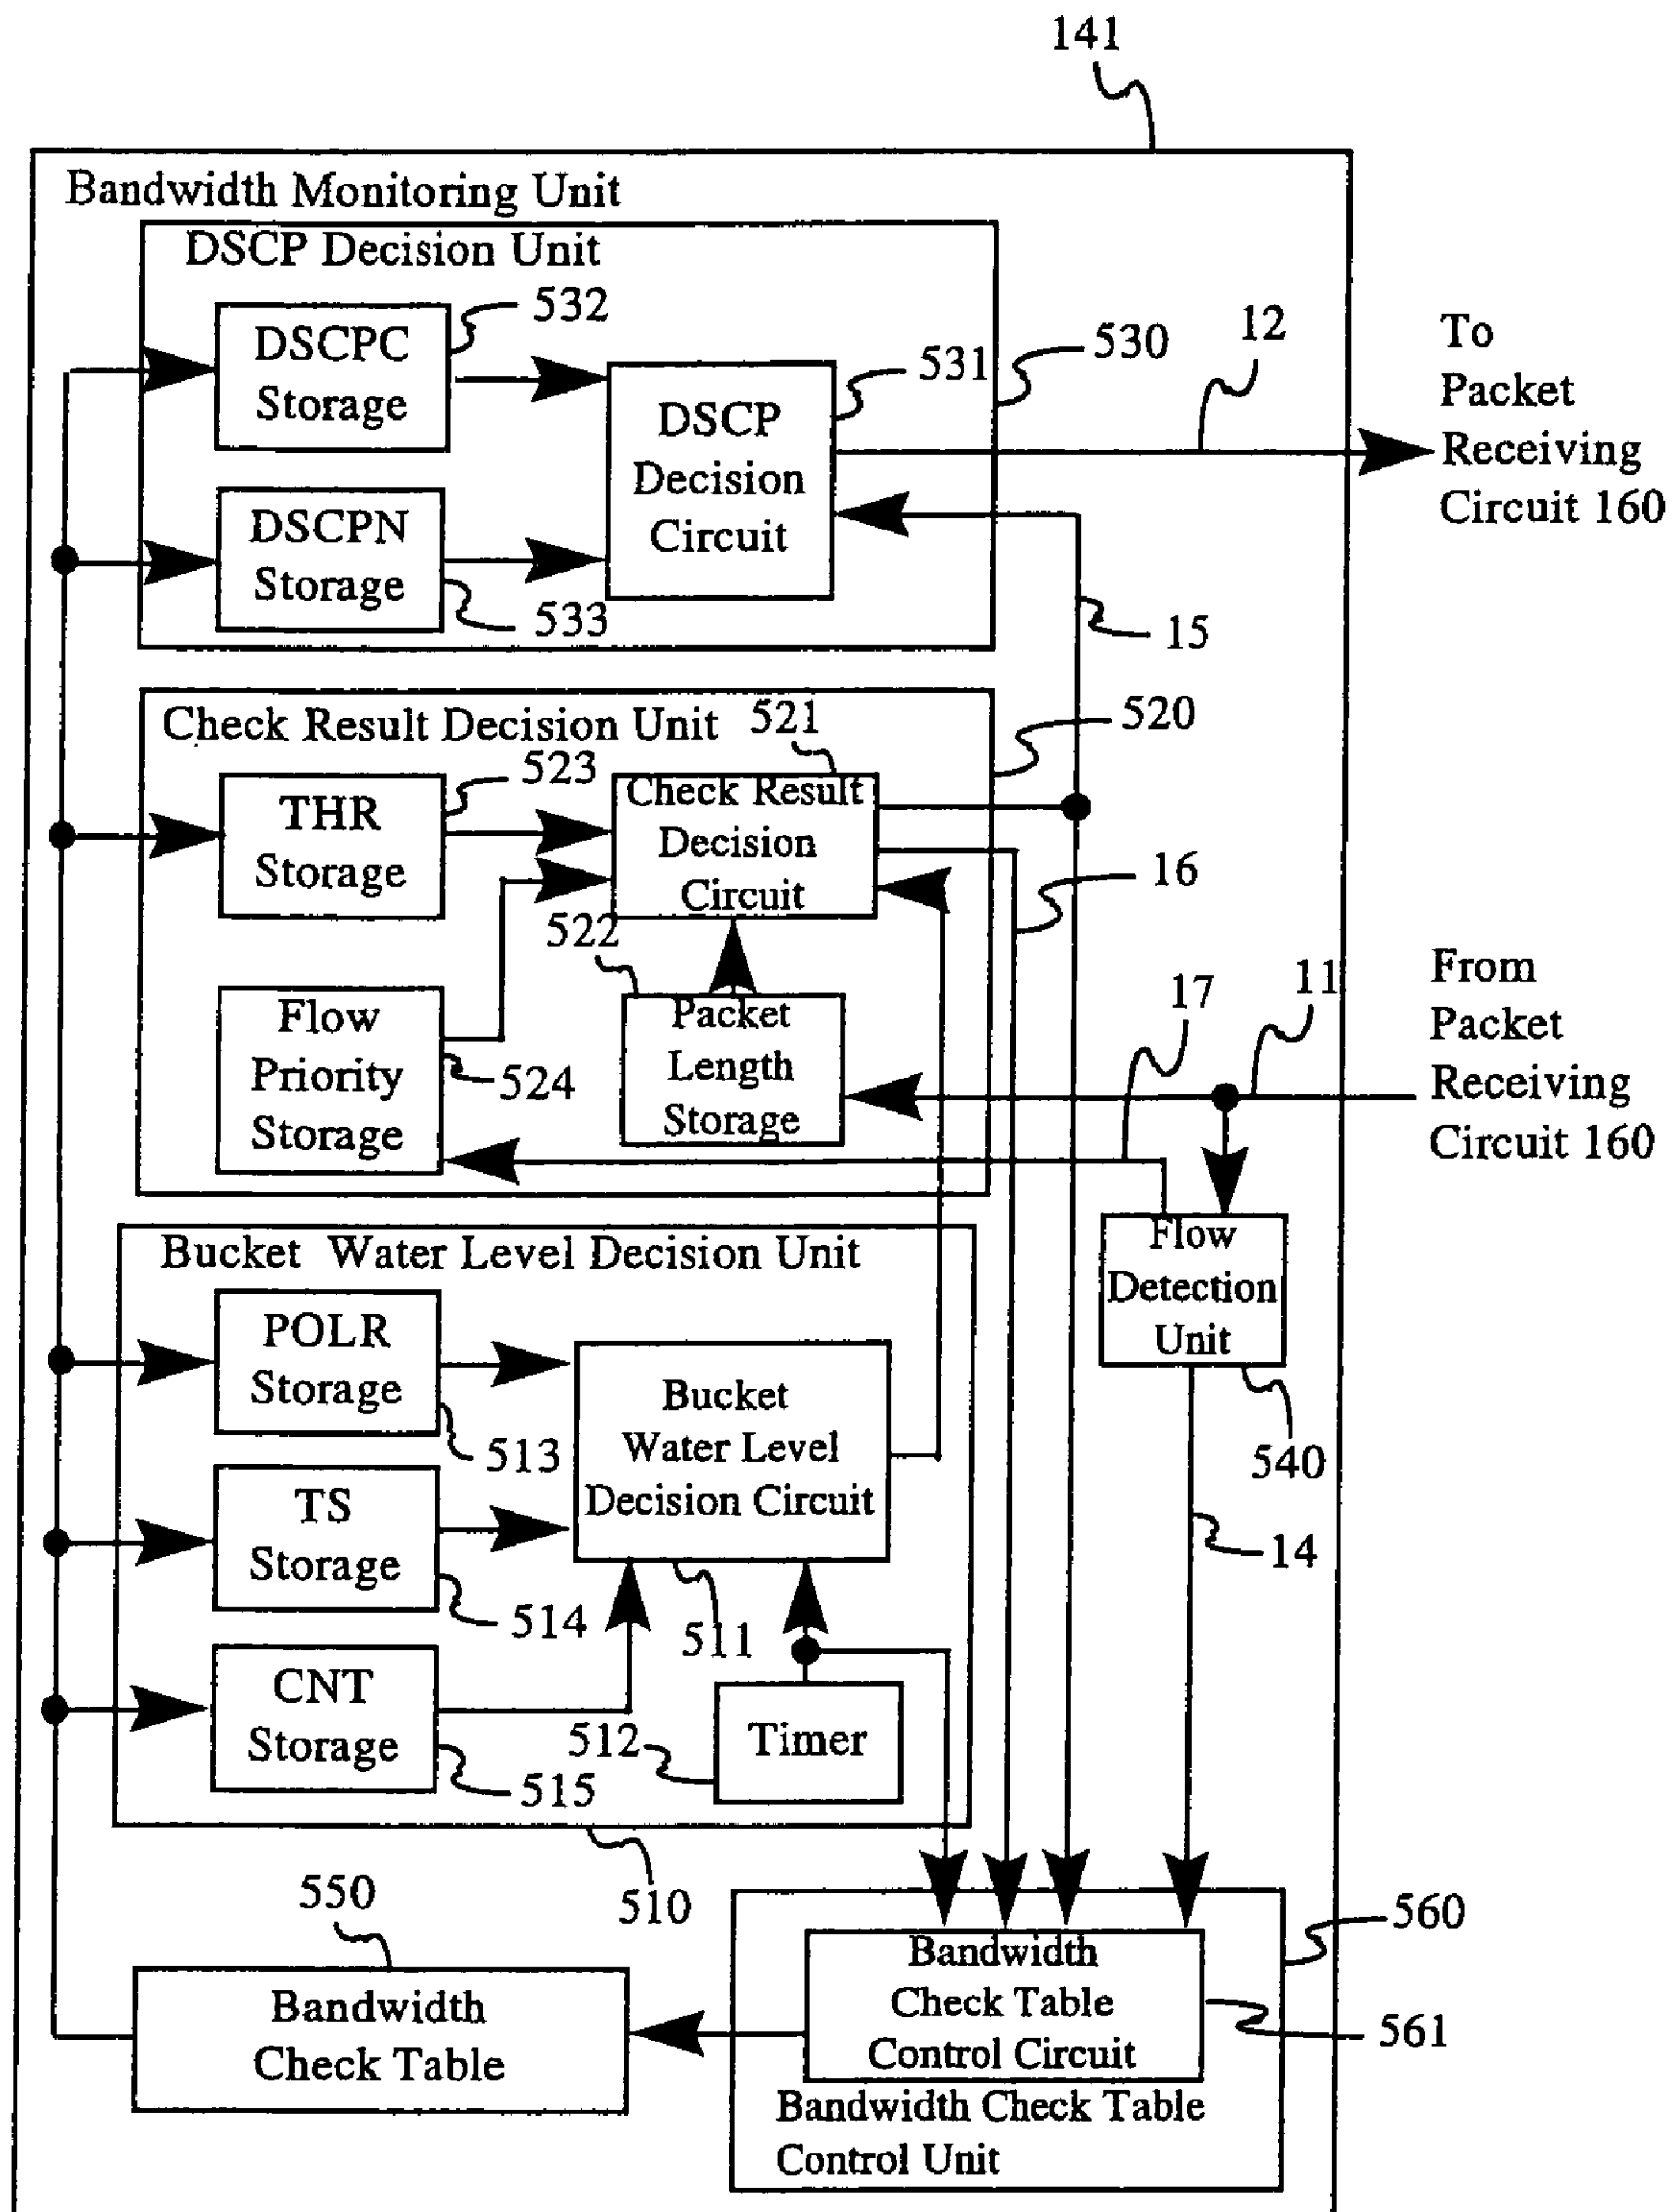 141
Bandwidth Monitoring Unit
DSCP Decision Unit
532
DSCPC
Storage
DSCP
Decision
Circuit
531
530
12
To
Packet
Receiving
Circuit 160
DSCPN
Storage
533
15
Check Result Decision Unit
521
520
523
THR
Storage
Check Result
Decision
Circuit
16
522
Flow
Priority
Storage
524
Packet
Length
Storage
17
11
From
Packet
Receiving
Circuit 160
Flow
Detection
Unit
540
14
Bucket Water Level Decision Unit
POLR
Storage
513
Bucket
Water Level
Decision Circuit
511
TS
Storage
514
CNT
Storage
515
512
Timer
510
550
Bandwidth
Check Table
560
Bandwidth
Check Table
Control Circuit
561
Bandwidth Check Table
Control Unit